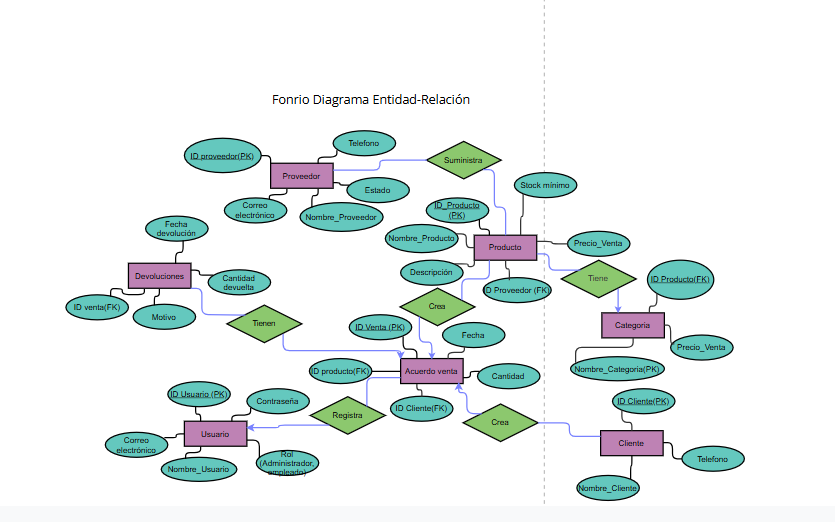 Fonrio Diagrama Entidad-Relación
Telefono
ID proveedor(PK)
Suministra
Proveedor
Stock mínimo
Estado
Correo
electrónico
Nombre_Proveedor
ID_Producto
(PK)
Fecha
devolución
Nombre_Producto
Producto
Precio_Venta
Descripción
Devoluciones
Cantidad
devuelta
Tiene
ID Producto(FK)
ID Proveedor (FK)
ID venta(FK)
Motivo
Crea
Tienen
ID Venta (PK)
Fecha
Categoria
Precio_Venta
ID producto(FK)
Acuerdo venta
Cantidad
Nombre_Categoria(PK)
ID Usuario (PK)
Contraseña
Registra
ID Cliente(FK)
Crea
ID Cliente(PK)
Usuario
Correo
electrónico
Cliente
Nombre_Usuario
Rol
(Administrador,
empleado)
Telefono
Nombre_Cliente